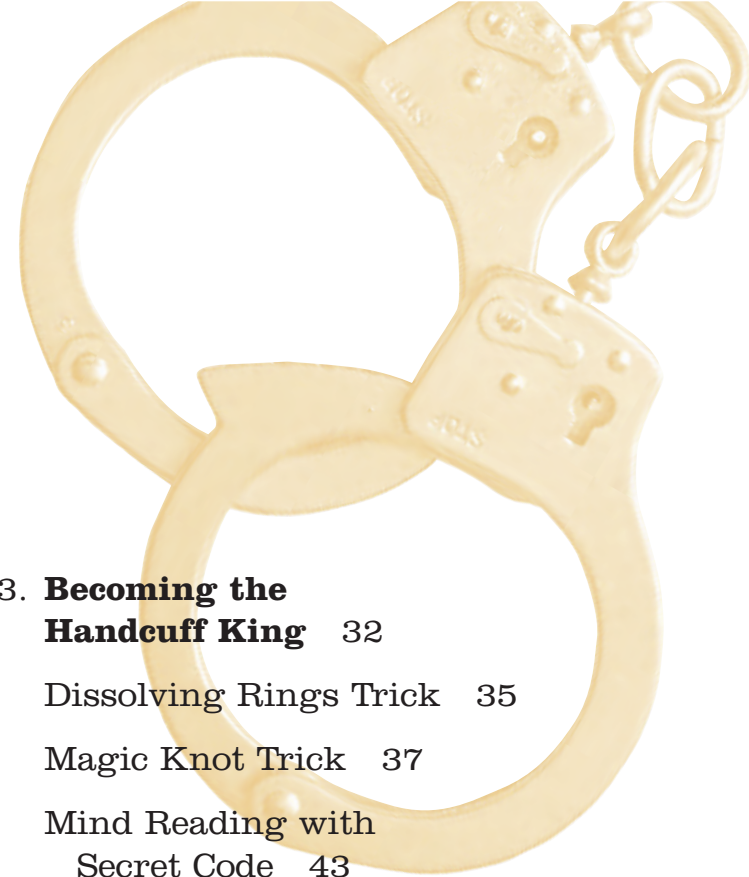 3. Becoming the
Handcuff King 32
Dissolving Rings Trick 35
Magic Knot Trick 37
Mind Reading with
Secret Code 43